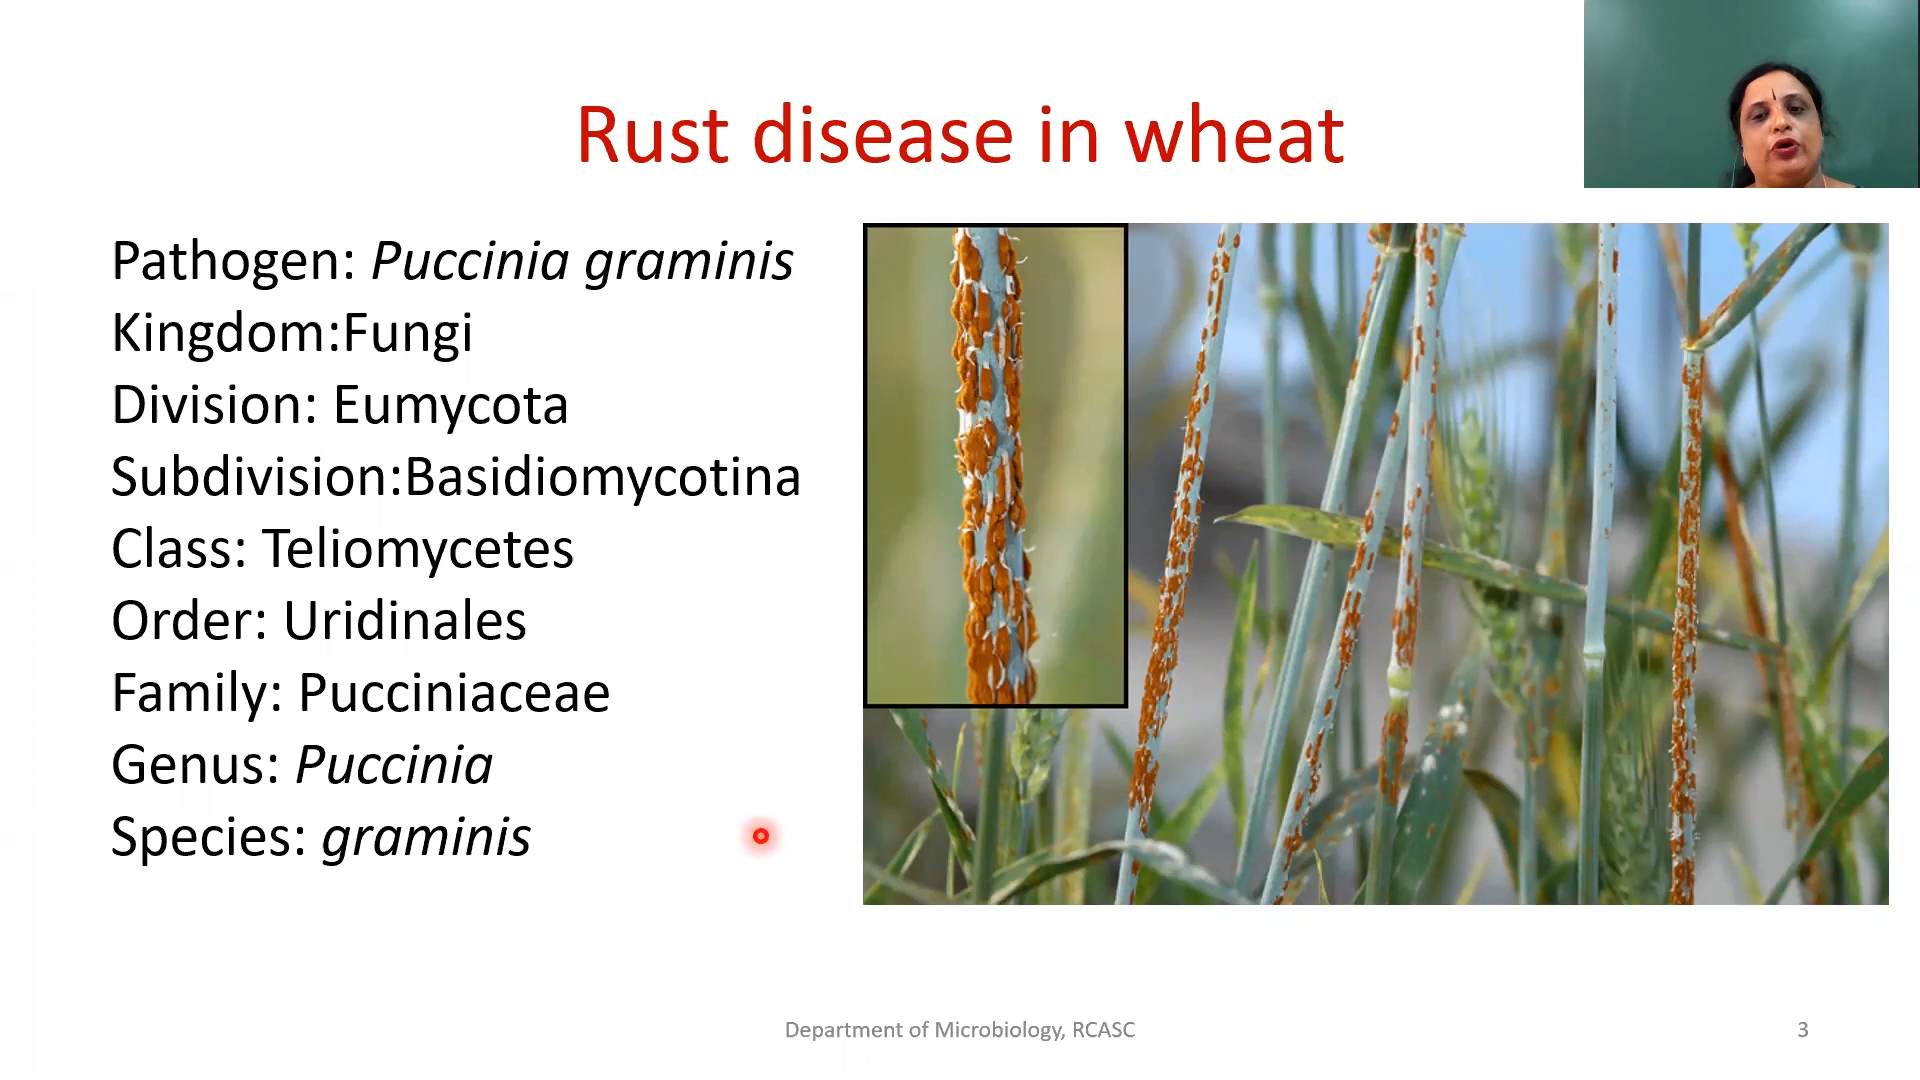 Rust disease in wheat
Pathogen: Puccinia graminis
Kingdom:Fungi
Division: Eumycota
Subdivision:Basidiomycotina
Class: Teliomycetes
Order: Uridinales
Family: Pucciniaceae
Genus: Puccinia
Species: graminis
Department of Microbiology, RCASC
3